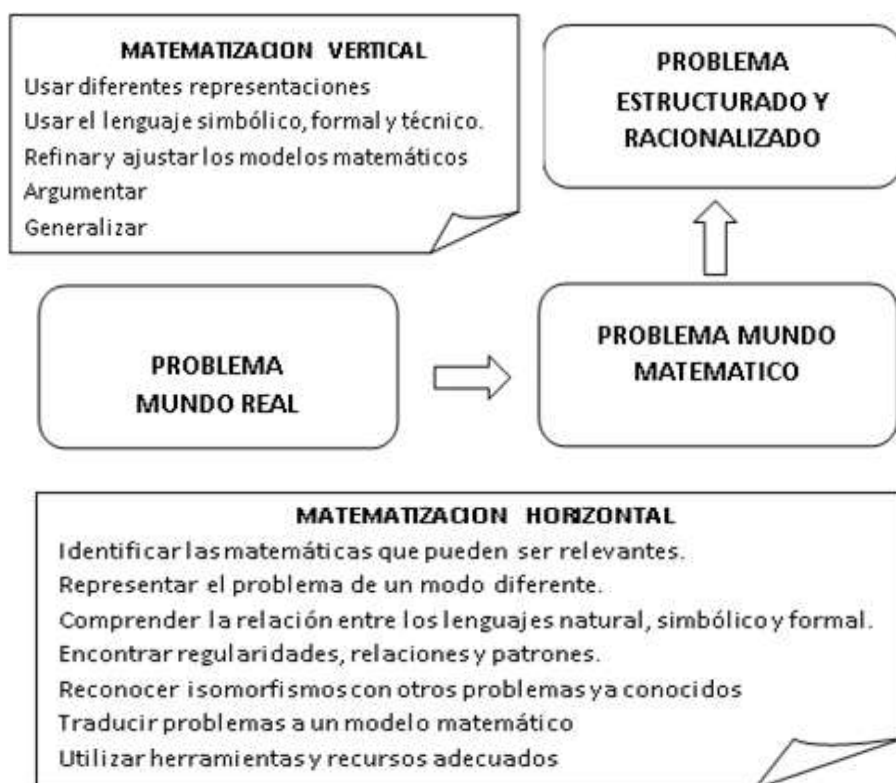 MATEMATIZACION VERTICAL
Usar diferentes representaciones
Usar el lenguaje simbólico, formal y técnico.
Refinar y ajustar los modelos matemáticos
Argumentar
Generalizar
PROBLEMA
ESTRUCTURADO Y
RACIONALIZADO
PROBLEMA
MUNDO REAL
PROBLEMA MUNDO
MATEMATICO
MATEMATIZACION HORIZONTAL
Identificar las matemáticas que pueden ser relevantes.
Representar el problema de un modo diferente.
Comprender la relación entre los lenguajes natural, simbólico y formal.
Encontrar regularidades, relaciones y patrones.
Reconocer isomorfismos con otros problemas ya conocidos
Traducir problemas a un modelo matemático
Utilizar herramientas y recursos adecuados